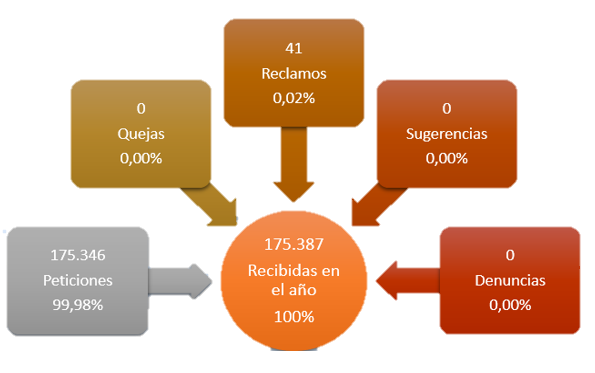 41
Reclamos
0,02%
0
Quejas
0,00%
0
Sugerencias
0,00%
175.346
Peticiones
99,98%
175.387
Recibidas en
el año
100%
0
Denuncias
0,00%